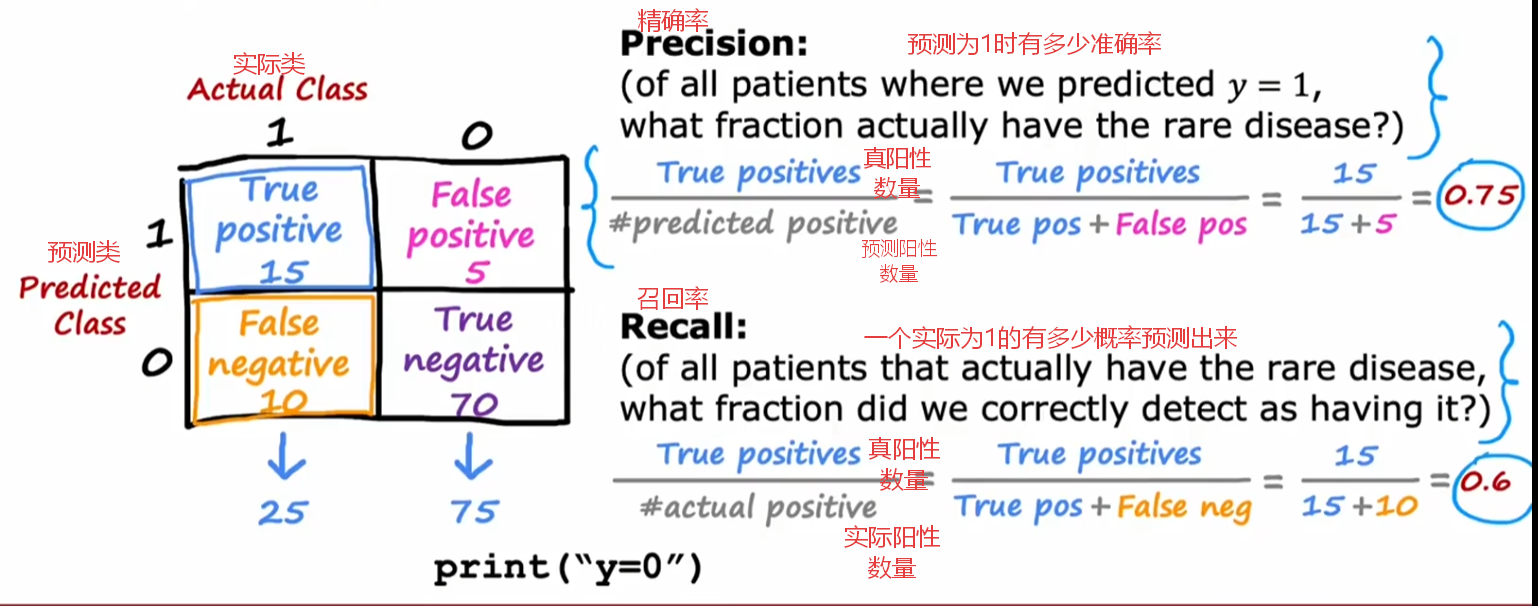 实际类
Actual Class
1 0
预测类
Predicted
Class
1
0
True
positive
15
False
positive
5
False
negative
10
True
negative
70
25
75
精确率
Precision:
预测为1时有多少准确率
(of all patients where we predicted y = 1,
what fraction actually have the rare disease?)
True positives
真阳性
数量
#predicted positive
预测阳性
数量
=
True positives
True pos + False pos
=
15
15 + 5
= 0.75
召回率
Recall:
一个实际为1的有多少概率预测出来
(of all patients that actually have the rare disease,
what fraction did we correctly detect as having it?)
True positives
真阳性
数量
#actual positive
实际阳性
数量
=
True positives
True pos + False neg
=
15
15 + 10
= 0.6
print(“y=0”)